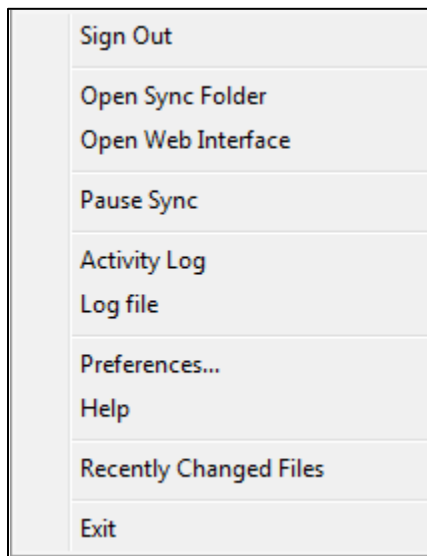 Sign Out
Open Sync Folder
Open Web Interface
Pause Sync
Activity Log
Log file
Preferences...
Help
Recently Changed Files
Exit